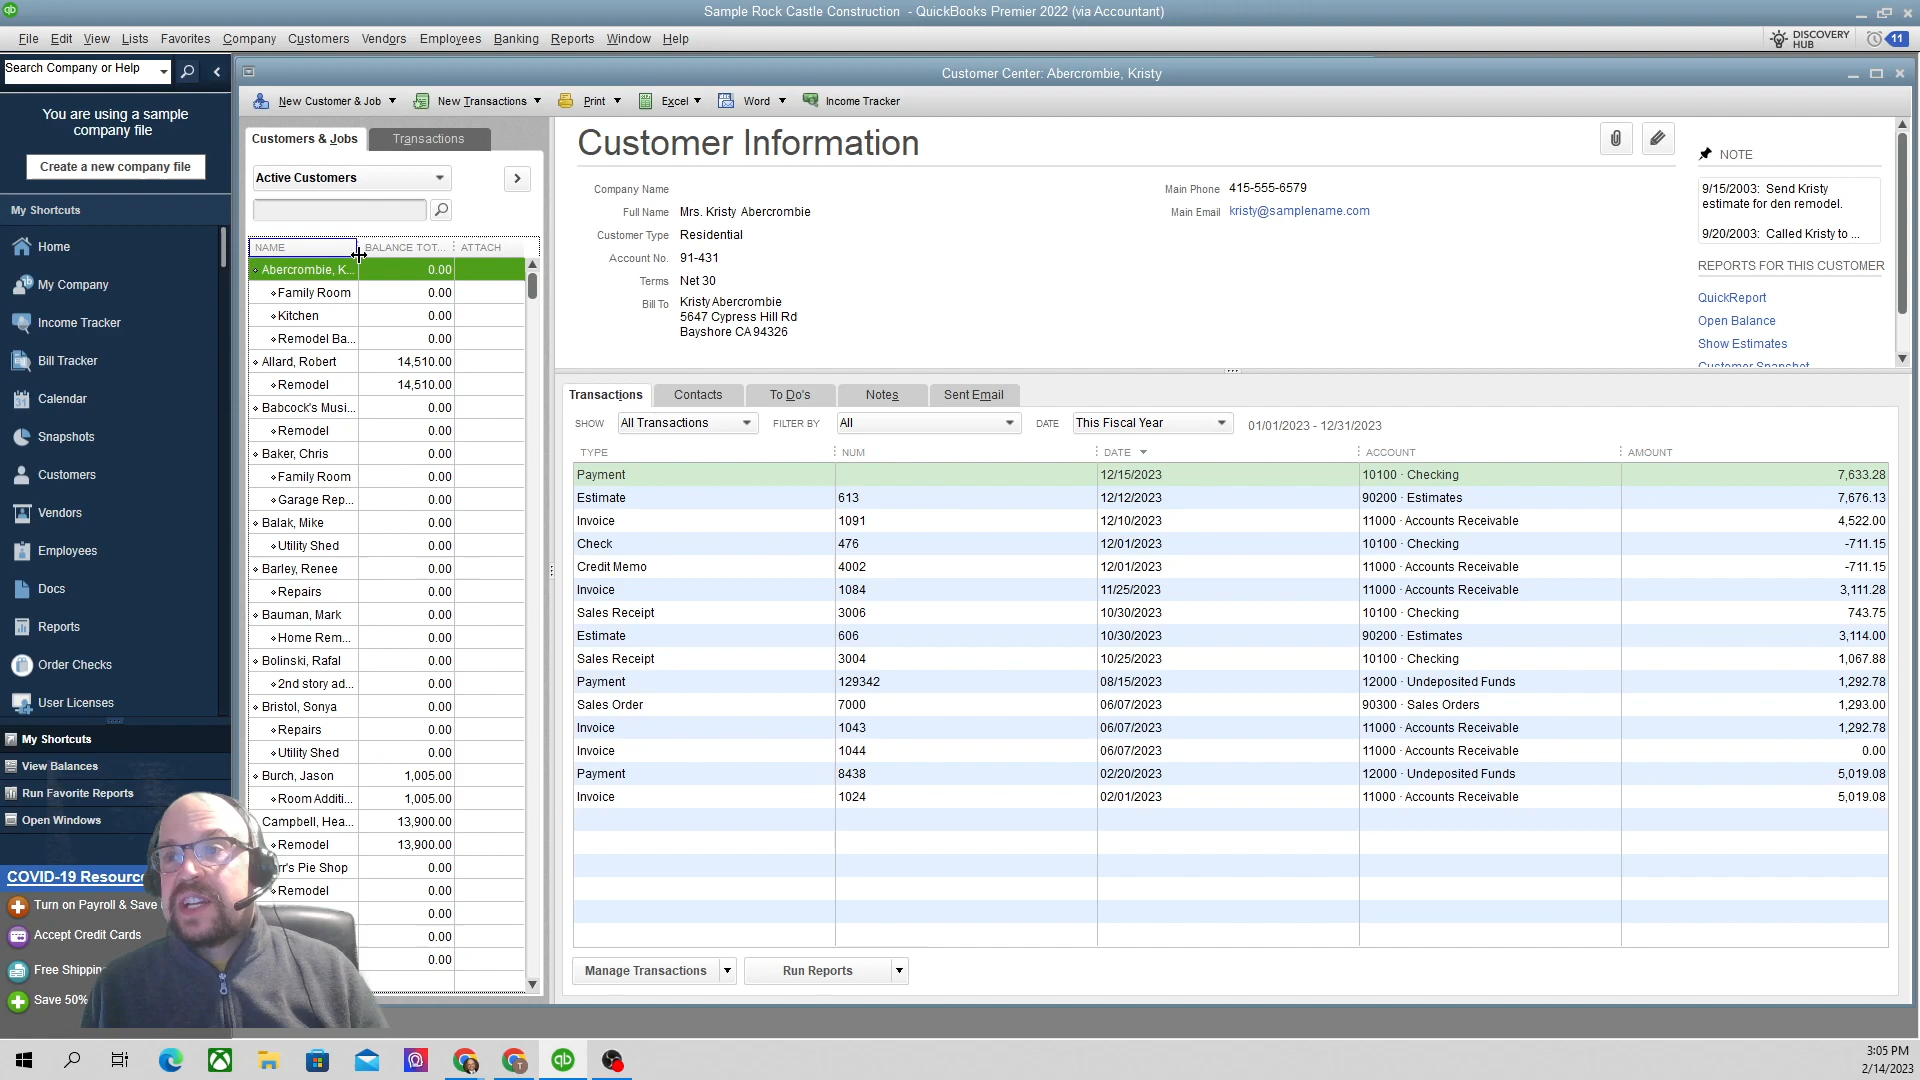 Sample Rock Castle Construction - QuickBooks Premier 2022 (via Accountant)
File Edit View Lists Favorites Company Customers Vendors Employees Banking Reports Window Help
DISCOVERY HUB
11
Search Company or Help
Customer Center: Abercrombie, Kristy
You are using a sample
company file
Create a new company file
My Shortcuts
Home
My Company
Income Tracker
Bill Tracker
Calendar
Snapshots
Customers
Vendors
Employees
Docs
Reports
Order Checks
User Licenses
My Shortcuts
View Balances
Run Favorite Reports
Open Windows
COVID-19 Resourc
Turn on Payroll & Save
Accept Credit Cards
Free Shippin
Save 50%
New Customer & Job New Transactions Print Excel Word Income Tracker
Customers & Jobs Transactions
Active Customers
NAME BALANCE TOT... ATTACH
Abercrombie, K... 0.00
Family Room 0.00
Kitchen 0.00
Remodel Ba... 0.00
Allard, Robert 14,510.00
Remodel 14,510.00
Babcock's Musi... 0.00
Remodel 0.00
Baker, Chris 0.00
Family Room 0.00
Garage Rep... 0.00
Balak, Mike 0.00
Utility Shed 0.00
Barley, Renee 0.00
Repairs 0.00
Bauman, Mark 0.00
Home Rem... 0.00
Bolinski, Rafal 0.00
2nd story ad... 0.00
Bristol, Sonya 0.00
Repairs 0.00
Utility Shed 0.00
Burch, Jason 1,005.00
Room Additi... 1,005.00
Campbell, Hea... 13,900.00
Remodel 13,900.00
rr's Pie Shop 0.00
Remodel 0.00
0.00
0.00
0.00
Customer Information
Company Name
Full Name Mrs. Kristy Abercrombie
Customer Type Residential
Account No. 91-431
Terms Net 30
Bill To Kristy Abercrombie
5647 Cypress Hill Rd
Bayshore CA 94326
Main Phone 415-555-6579
Main Email kristy@samplename.com
NOTE
9/15/2003: Send Kristy
estimate for den remodel.
9/20/2003: Called Kristy to ...
REPORTS FOR THIS CUSTOMER
QuickReport
Open Balance
Show Estimates
Customer Snapshot
Transactions Contacts To Do's Notes Sent Email
SHOW All Transactions FILTER BY All DATE This Fiscal Year 01/01/2023 - 12/31/2023
TYPE NUM DATE ACCOUNT AMOUNT
Payment 12/15/2023 10100 · Checking 7,633.28
Estimate 613 12/12/2023 90200 · Estimates 7,676.13
Invoice 1091 12/10/2023 11000 · Accounts Receivable 4,522.00
Check 476 12/01/2023 10100 · Checking -711.15
Credit Memo 4002 12/01/2023 11000 · Accounts Receivable -711.15
Invoice 1084 11/25/2023 11000 · Accounts Receivable 3,111.28
Sales Receipt 3006 10/30/2023 10100 · Checking 743.75
Estimate 606 10/30/2023 90200 · Estimates 3,114.00
Sales Receipt 3004 10/25/2023 10100 · Checking 1,067.88
Payment 129342 08/15/2023 12000 · Undeposited Funds 1,292.78
Sales Order 7000 06/07/2023 90300 · Sales Orders 1,293.00
Invoice 1043 06/07/2023 11000 · Accounts Receivable 1,292.78
Invoice 1044 06/07/2023 11000 · Accounts Receivable 0.00
Payment 8438 02/20/2023 12000 · Undeposited Funds 5,019.08
Invoice 1024 02/01/2023 11000 · Accounts Receivable 5,019.08
Manage Transactions Run Reports
3:05 PM
2/14/2023